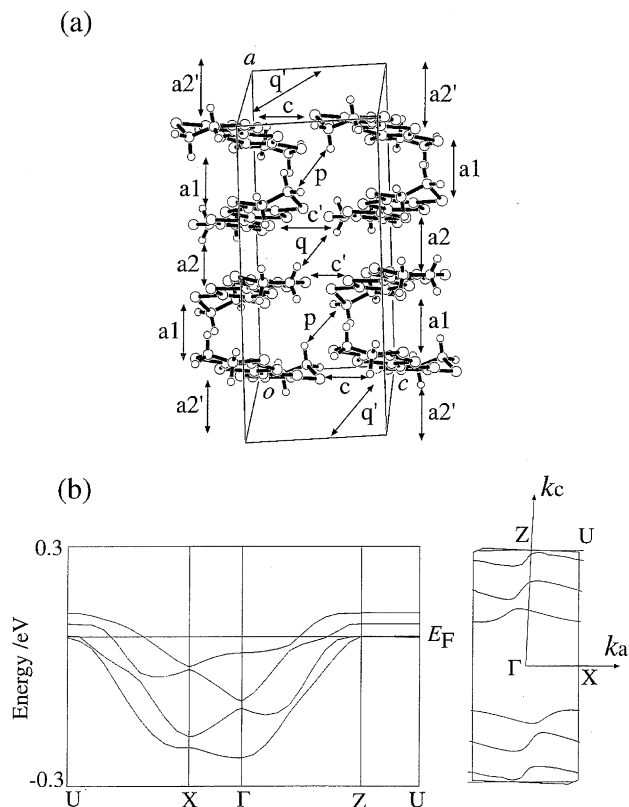 (a)
a
q'
a2'
c
a2'
a1
p
a1
c'
q
a2
a2
c'
p
a1
a1
o
c
c
a2'
q'
a2'
(b)
0.3
Energy /eV
EF
-0.3
U
X
Γ
Z
U
kc
Z
U
Γ
ka
X